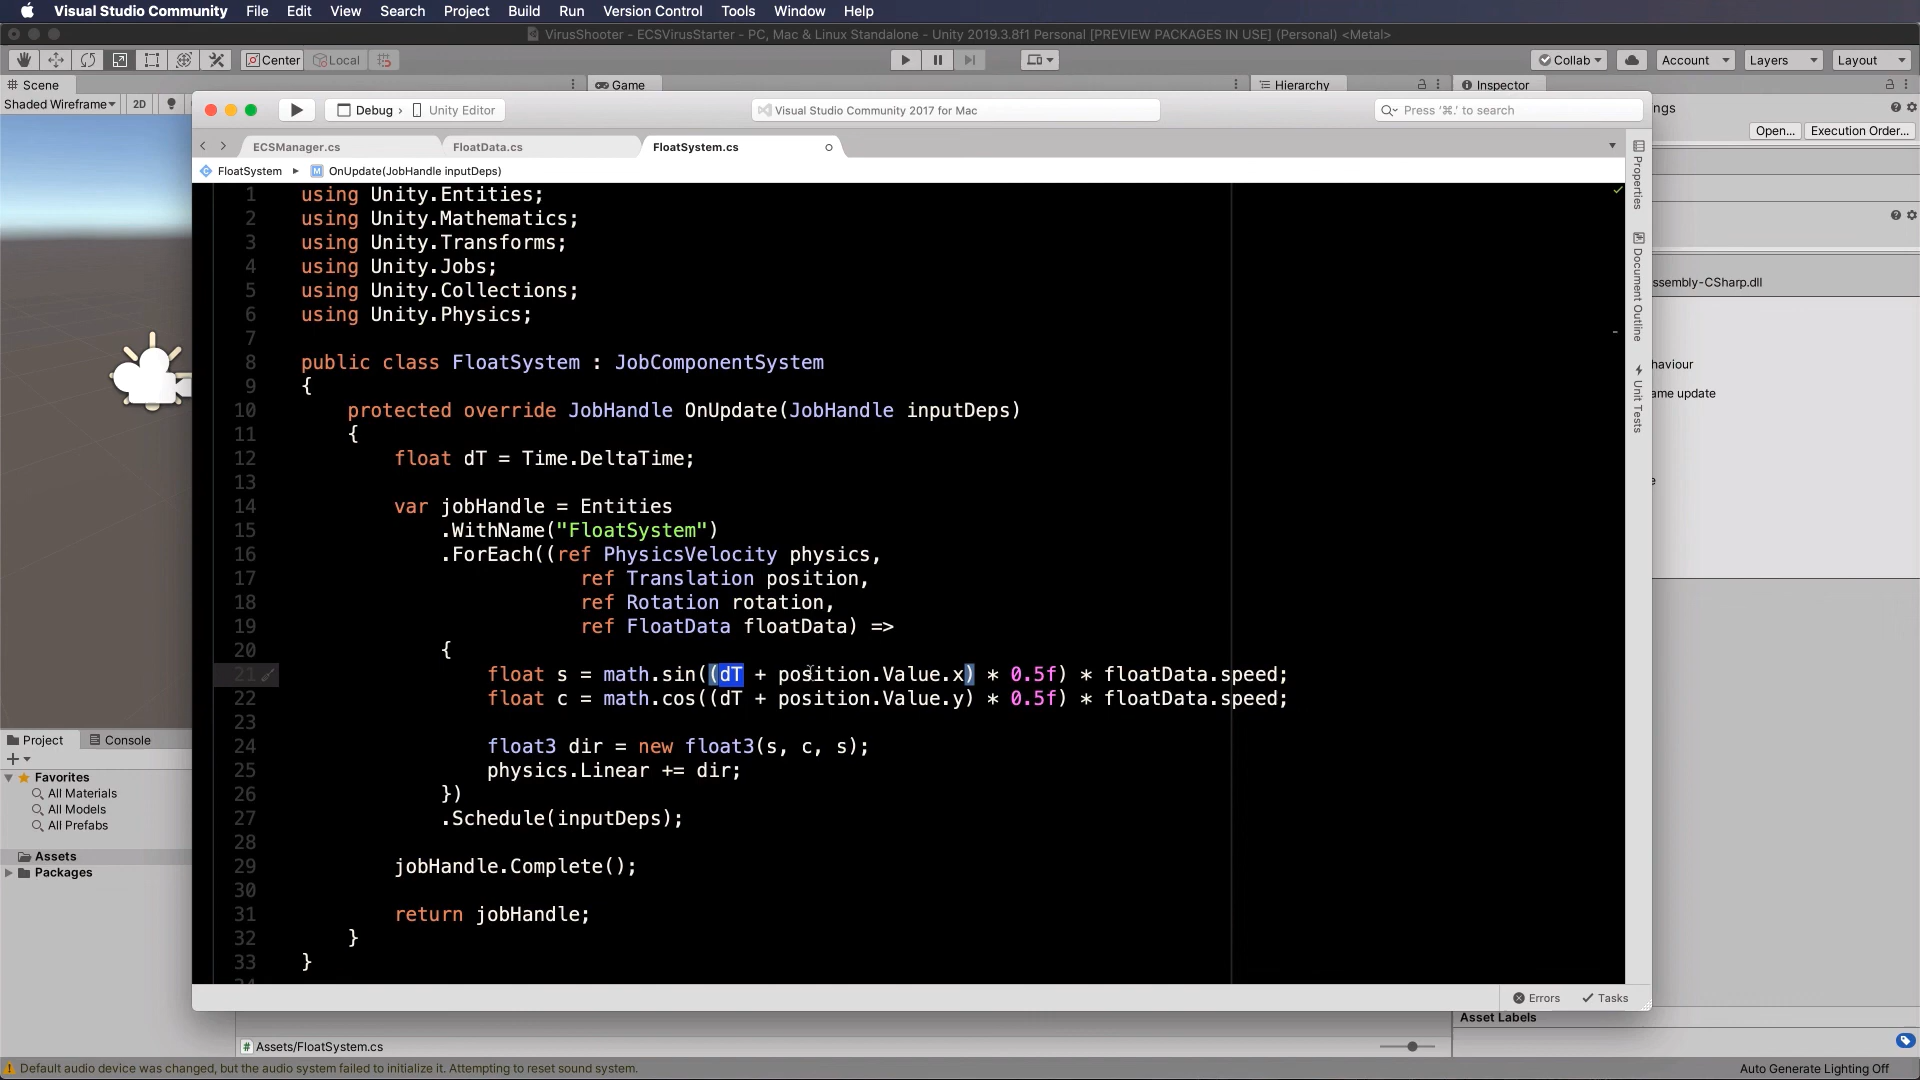 Visual Studio Community File Edit View Search Project Build Run Version Control Tools Window Help
VirusShooter - ECSVirusStarter - PC, Mac & Linux Standalone - Unity 2019.3.8f1 Personal [PREVIEW PACKAGES IN USE] (Personal) <Metal>
Center Local Collab Account Layers Layout
Scene Game Hierarchy Inspector
Shaded Wireframe 2D
Debug › Unity Editor Visual Studio Community 2017 for Mac Press ‘⌘.’ to search
ngs
Open... Execution Order...
ECSManager.cs FloatData.cs FloatSystem.cs
FloatSystem ▸ M OnUpdate(JobHandle inputDeps)
1 using Unity.Entities;
2 using Unity.Mathematics;
3 using Unity.Transforms;
4 using Unity.Jobs;
5 using Unity.Collections;
6 using Unity.Physics;
7
8 public class FloatSystem : JobComponentSystem
9 {
10 protected override JobHandle OnUpdate(JobHandle inputDeps)
11 {
12 float dT = Time.DeltaTime;
13
14 var jobHandle = Entities
15 .WithName("FloatSystem")
16 .ForEach((ref PhysicsVelocity physics,
17 ref Translation position,
18 ref Rotation rotation,
19 ref FloatData floatData) =>
20 {
21 float s = math.sin((dT + position.Value.x) * 0.5f) * floatData.speed;
22 float c = math.cos((dT + position.Value.y) * 0.5f) * floatData.speed;
23
24 float3 dir = new float3(s, c, s);
25 physics.Linear += dir;
26 })
27 .Schedule(inputDeps);
28
29 jobHandle.Complete();
30
31 return jobHandle;
32 }
33 }
Properties
Document Outline
Unit Tests
ssembly-CSharp.dll
haviour
ame update
e
Project Console
Favorites
All Materials
All Models
All Prefabs
Assets
Packages
Errors Tasks
Asset Labels
Assets/FloatSystem.cs
Default audio device was changed, but the audio system failed to initialize it. Attempting to reset sound system.
Auto Generate Lighting Off